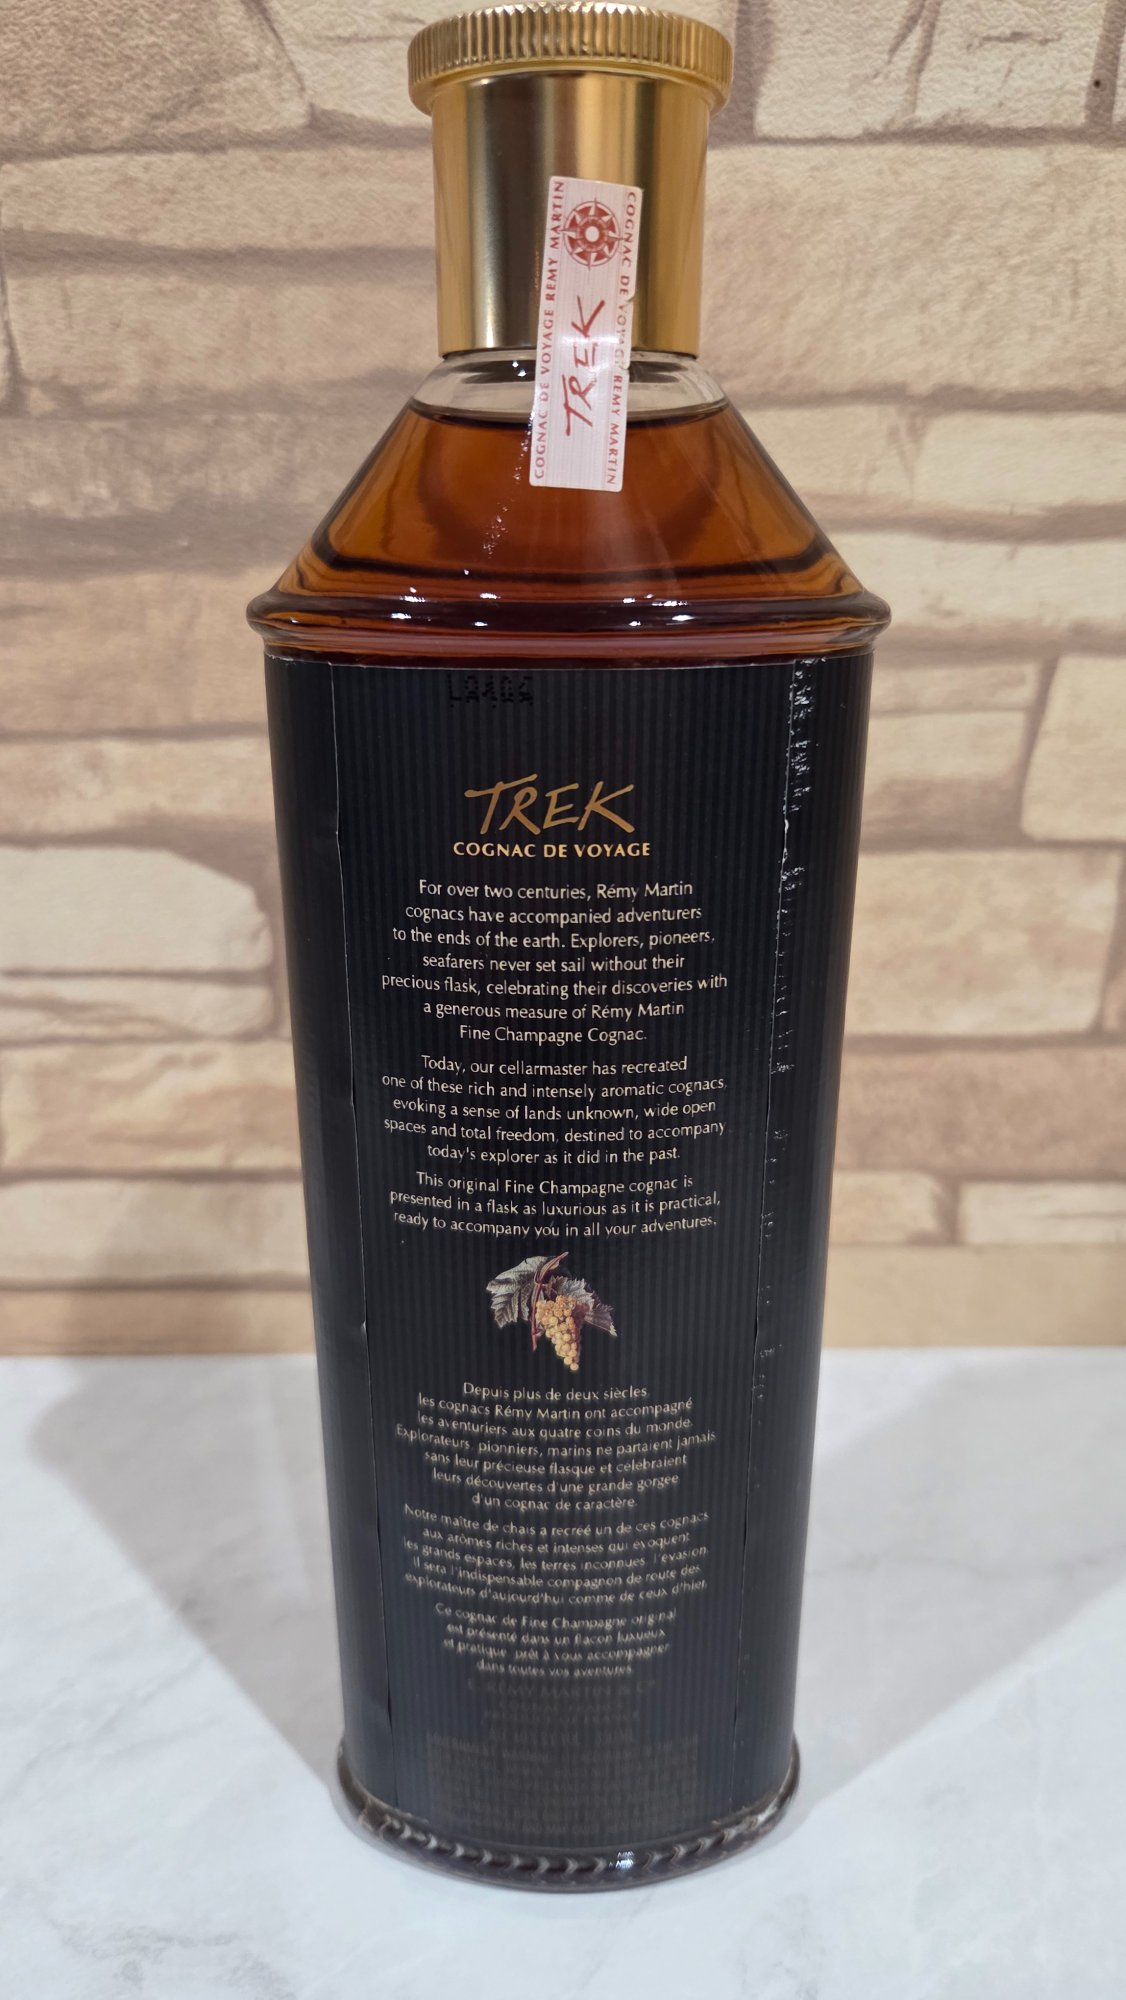 COGNAC DE VOYAGE REMY MARTIN
TREK
COGNAC DE VOYAGE REMY MARTIN
TREK
COGNAC DE VOYAGE
For over two centuries, Rémy Martin
cognacs have accompanied adventurers
to the ends of the earth. Explorers, pioneers,
seafarers never set sail without their
precious flask, celebrating their discoveries with
a generous measure of Rémy Martin
Fine Champagne Cognac.
Today, our cellarmaster has recreated
one of these rich and intensely aromatic cognacs,
evoking a sense of lands unknown, wide open
spaces and total freedom, destined to accompany
today's explorer as it did in the past.
This original Fine Champagne cognac is
presented in a flask as luxurious as it is practical,
ready to accompany you in all your adventures.
Depuis plus de deux siècles
les cognacs Rémy Martin ont accompagné
les aventuriers aux quatre coins du monde.
Explorateurs, pionniers, marins ne partaient jamais
sans leur précieuse flasque et célébraient
leurs découvertes d'une grande gorgée
d'un cognac de caractère.
Notre maître de chais a recréé un de ces cognacs
aux arômes riches et intenses qui évoquent
les grands espaces, les terres inconnues, l'évasion.
Il sera l'indispensable compagnon de route des
explorateurs d'aujourd'hui comme de ceux d'hier.
Ce cognac de Fine Champagne original
est présenté dans un flacon luxueux
et pratique, prêt à vous accompagner
dans toutes vos aventures.
RÉMY MARTIN & Cº